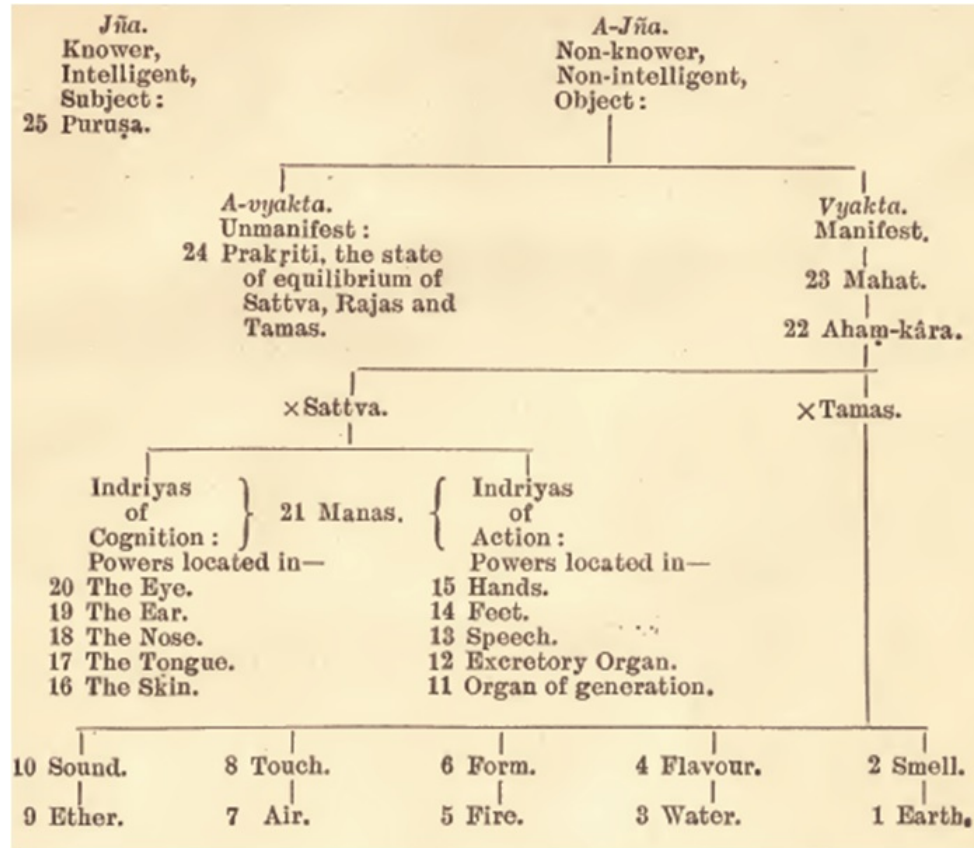 Jña.
Knower,
Intelligent,
Subject:
25 Puruṣa.
A-Jña.
Non-knower,
Non-intelligent,
Object:
A-vyakta.
Unmanifest:
24 Prakṛiti, the state
of equilibrium of
Sattva, Rajas and
Tamas.
Vyakta.
Manifest.
23 Mahat.
22 Ahaṃ-kâra.
×Sattva.
×Tamas.
Indriyas
of
Cognition:
Powers located in—
20 The Eye.
19 The Ear.
18 The Nose.
17 The Tongue.
16 The Skin.
21 Manas.
Indriyas
of
Action:
Powers located in—
15 Hands.
14 Feet.
13 Speech.
12 Excretory Organ.
11 Organ of generation.
10 Sound. 8 Touch. 6 Form. 4 Flavour. 2 Smell.
9 Ether. 7 Air. 5 Fire. 3 Water. 1 Earth.